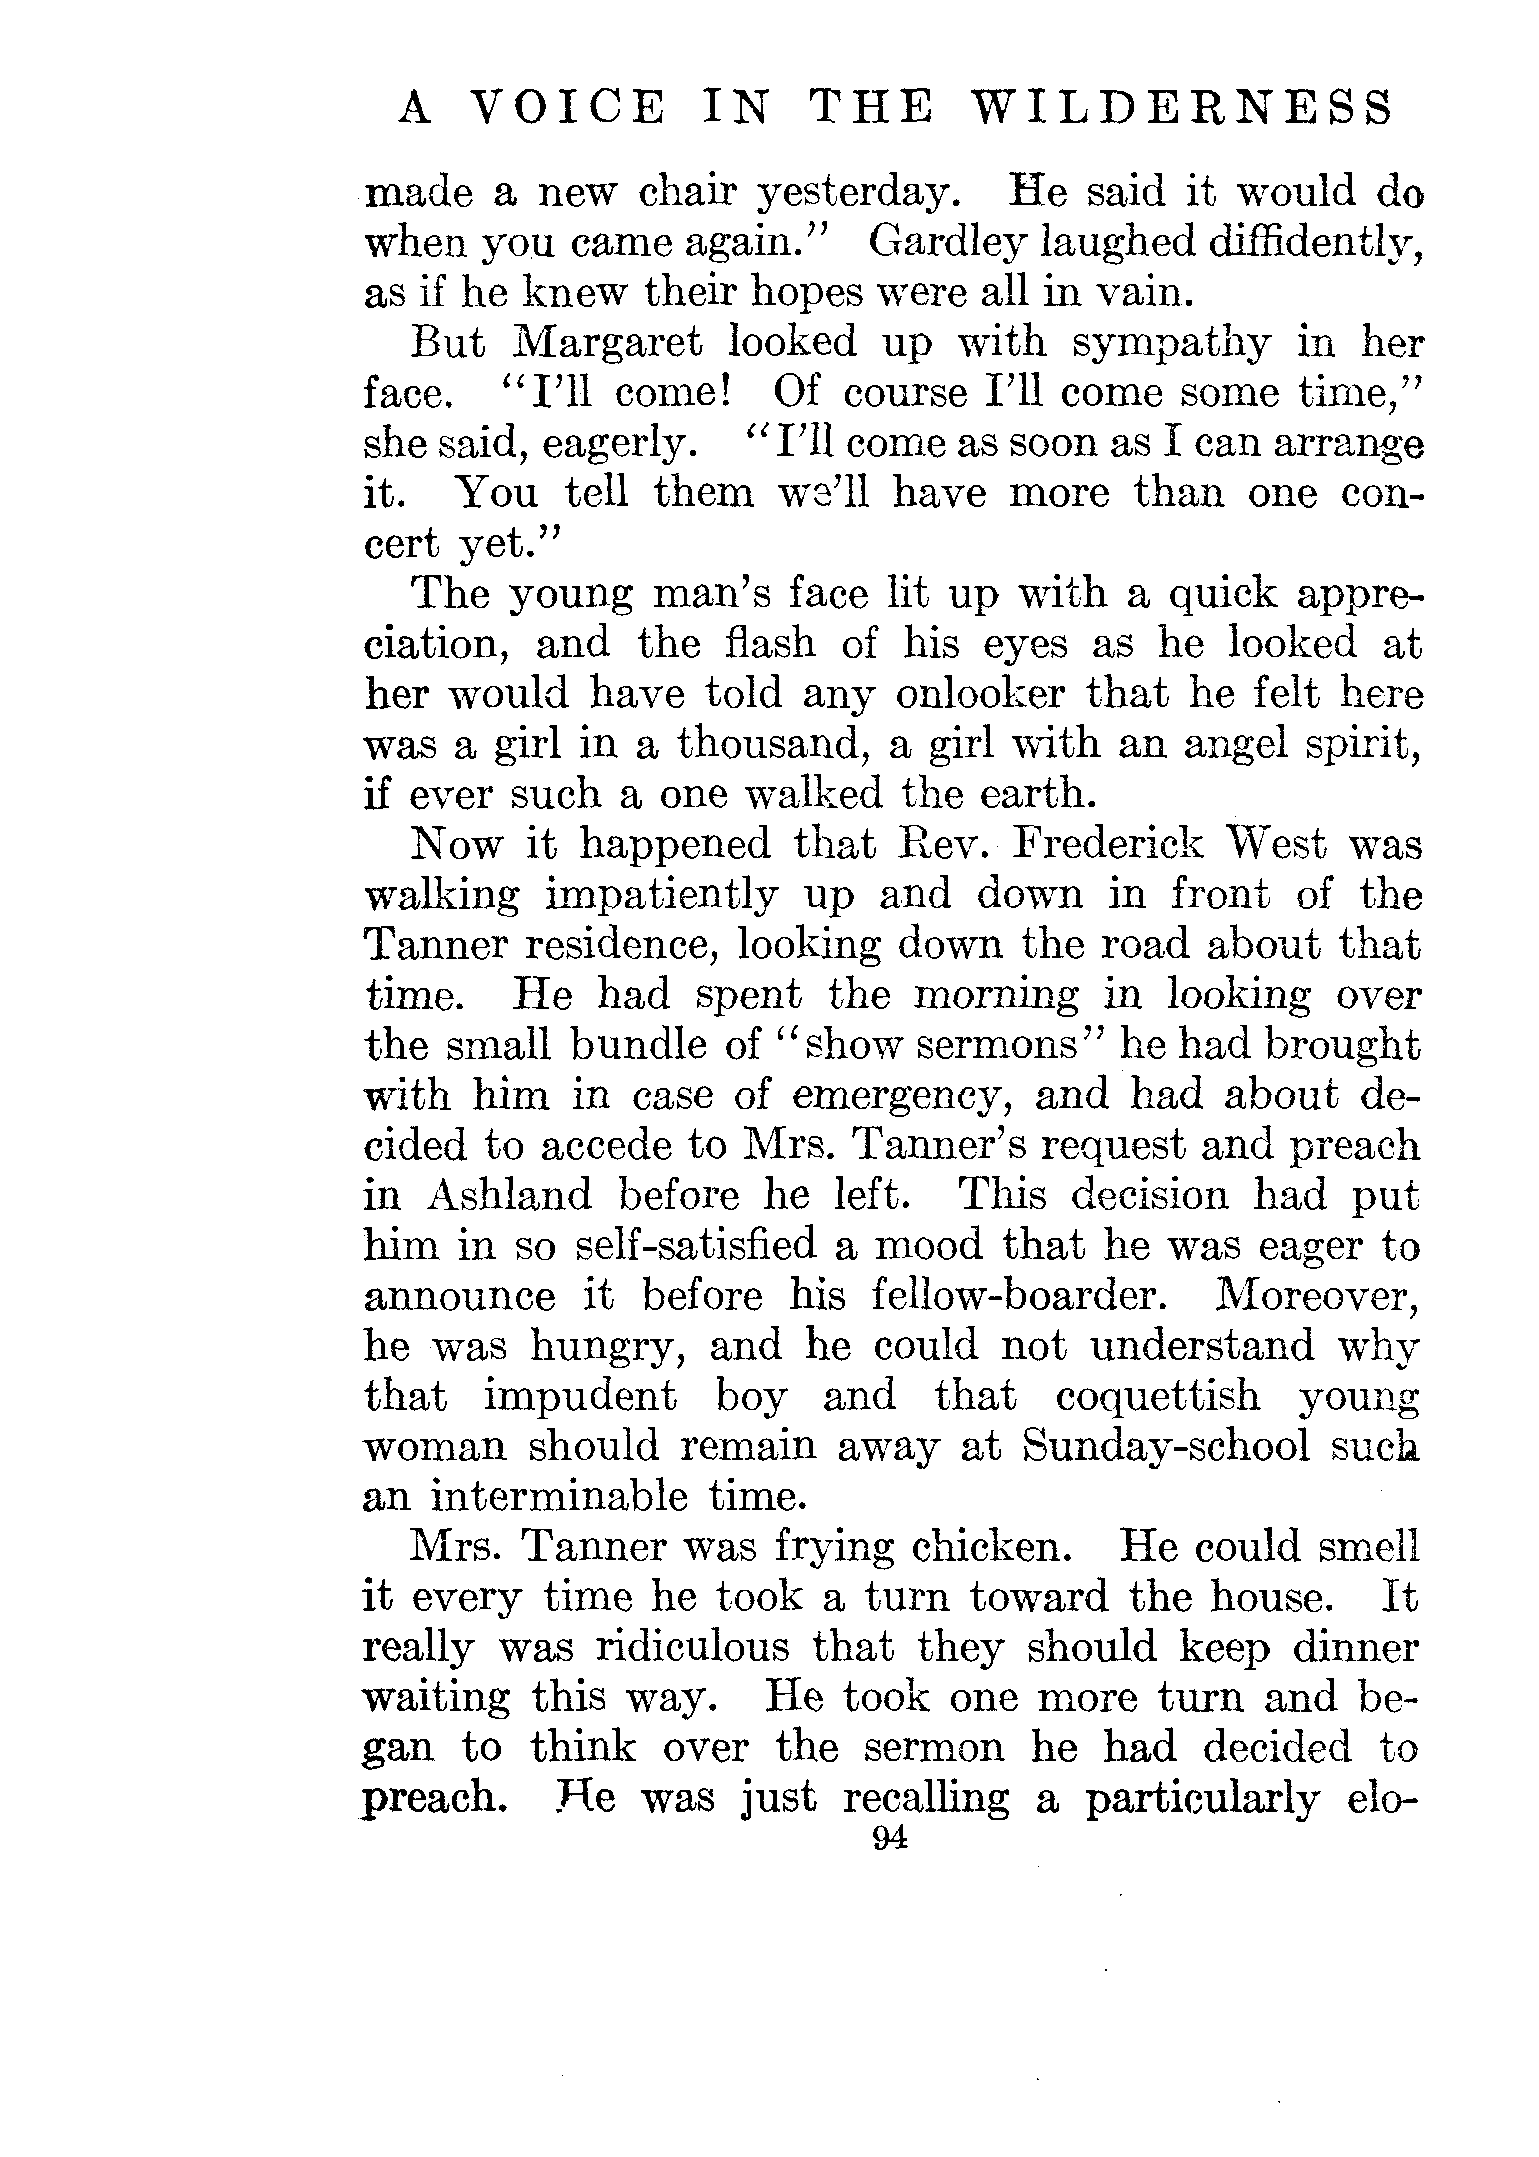 A VOICE IN THE WILDERNESS
made a new chair yesterday. He said it would do
when you came again.” Gardley laughed diffidently,
as if he knew their hopes were all in vain.
But Margaret looked up with sympathy in her
face. “I’ll come! Of course I’ll come some time,”
she said, eagerly. “I’ll come as soon as I can arrange
it. You tell them we’ll have more than one con-
cert yet.”
The young man’s face lit up with a quick appre-
ciation, and the flash of his eyes as he looked at
her would have told any onlooker that he felt here
was a girl in a thousand, a girl with an angel spirit,
if ever such a one walked the earth.
Now it happened that Rev. Frederick West was
walking impatiently up and down in front of the
Tanner residence, looking down the road about that
time. He had spent the morning in looking over
the small bundle of “show sermons” he had brought
with him in case of emergency, and had about de-
cided to accede to Mrs. Tanner’s request and preach
in Ashland before he left. This decision had put
him in so self-satisfied a mood that he was eager to
announce it before his fellow-boarder. Moreover,
he was hungry, and he could not understand why
that impudent boy and that coquettish young
woman should remain away at Sunday-school such
an interminable time.
Mrs. Tanner was frying chicken. He could smell
it every time he took a turn toward the house. It
really was ridiculous that they should keep dinner
waiting this way. He took one more turn and be-
gan to think over the sermon he had decided to
preach. He was just recalling a particularly elo-
94